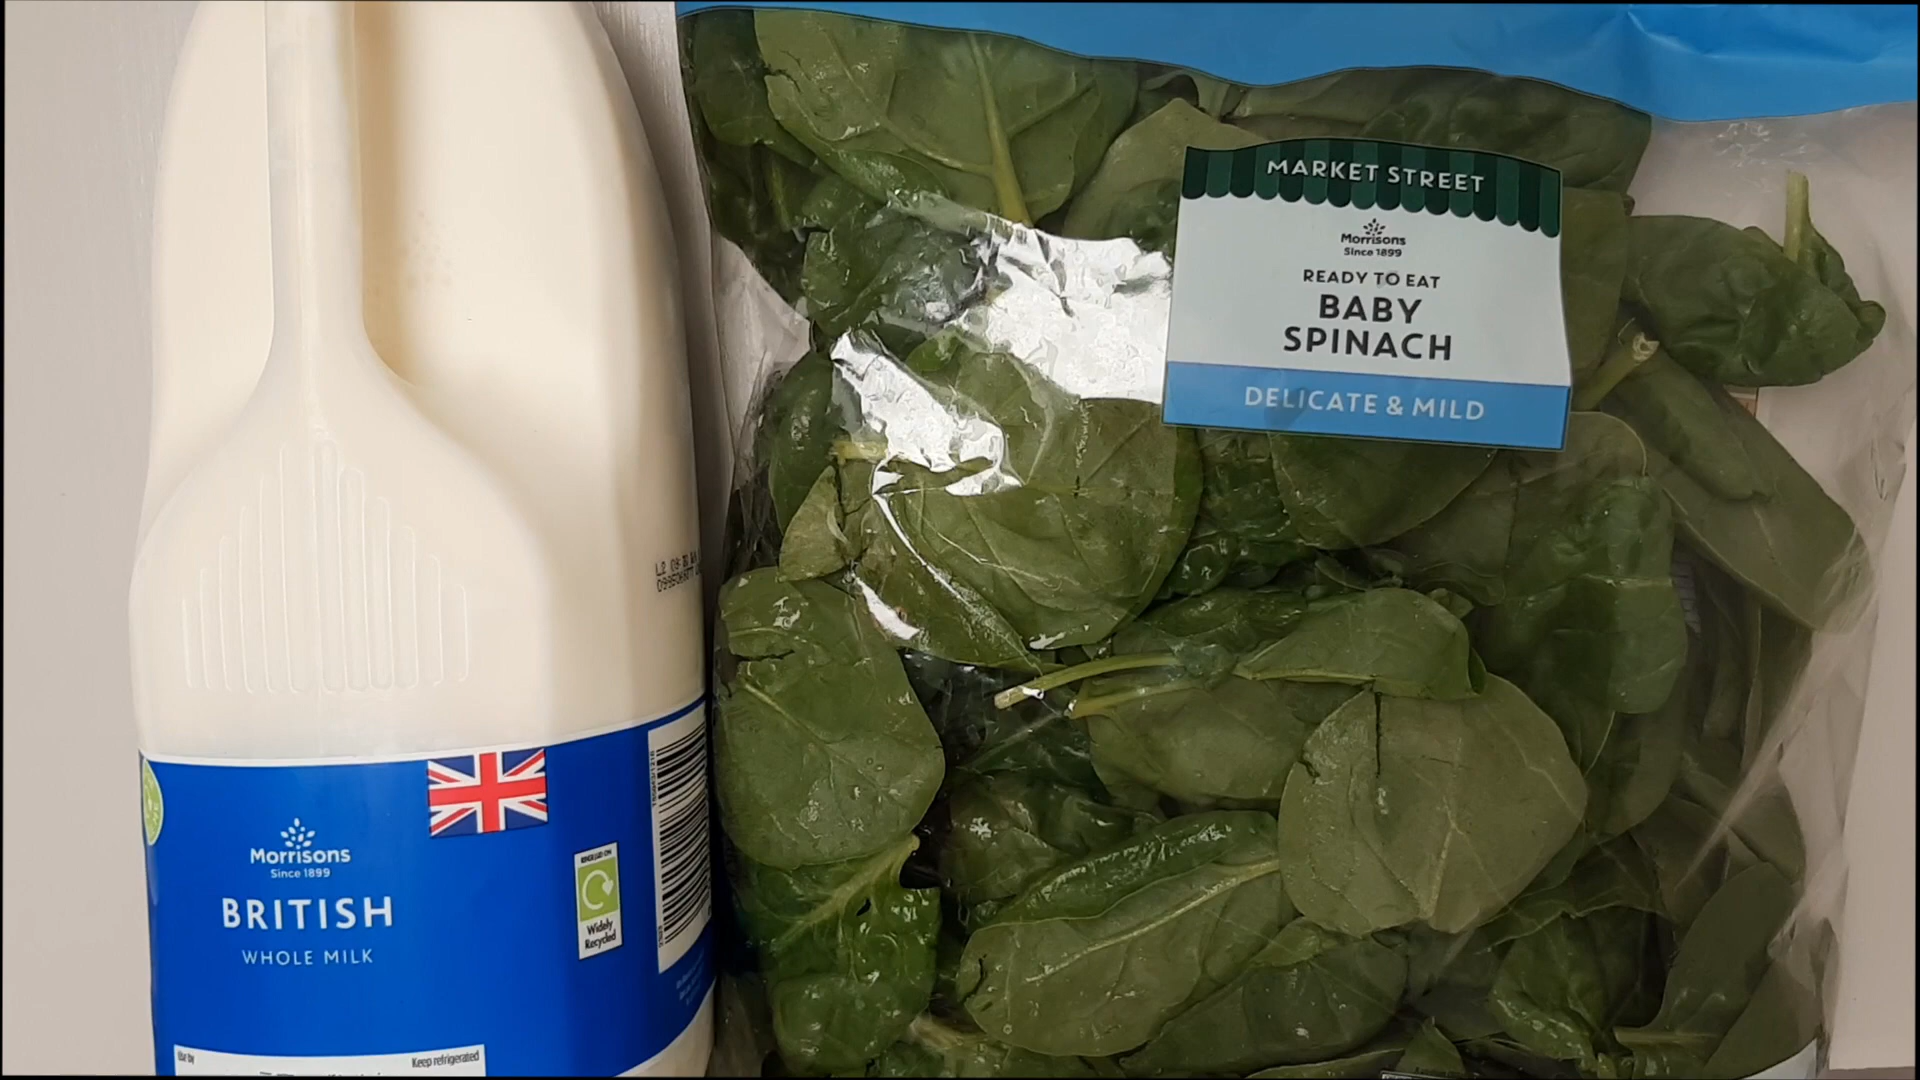 MARKET STREET
Morrisons
Since 1899
READY TO EAT
BABY
SPINACH
DELICATE & MILD
Morrisons
Since 1899
BRITISH
WHOLE MILK
Widely
Recycled
Keep refrigerated